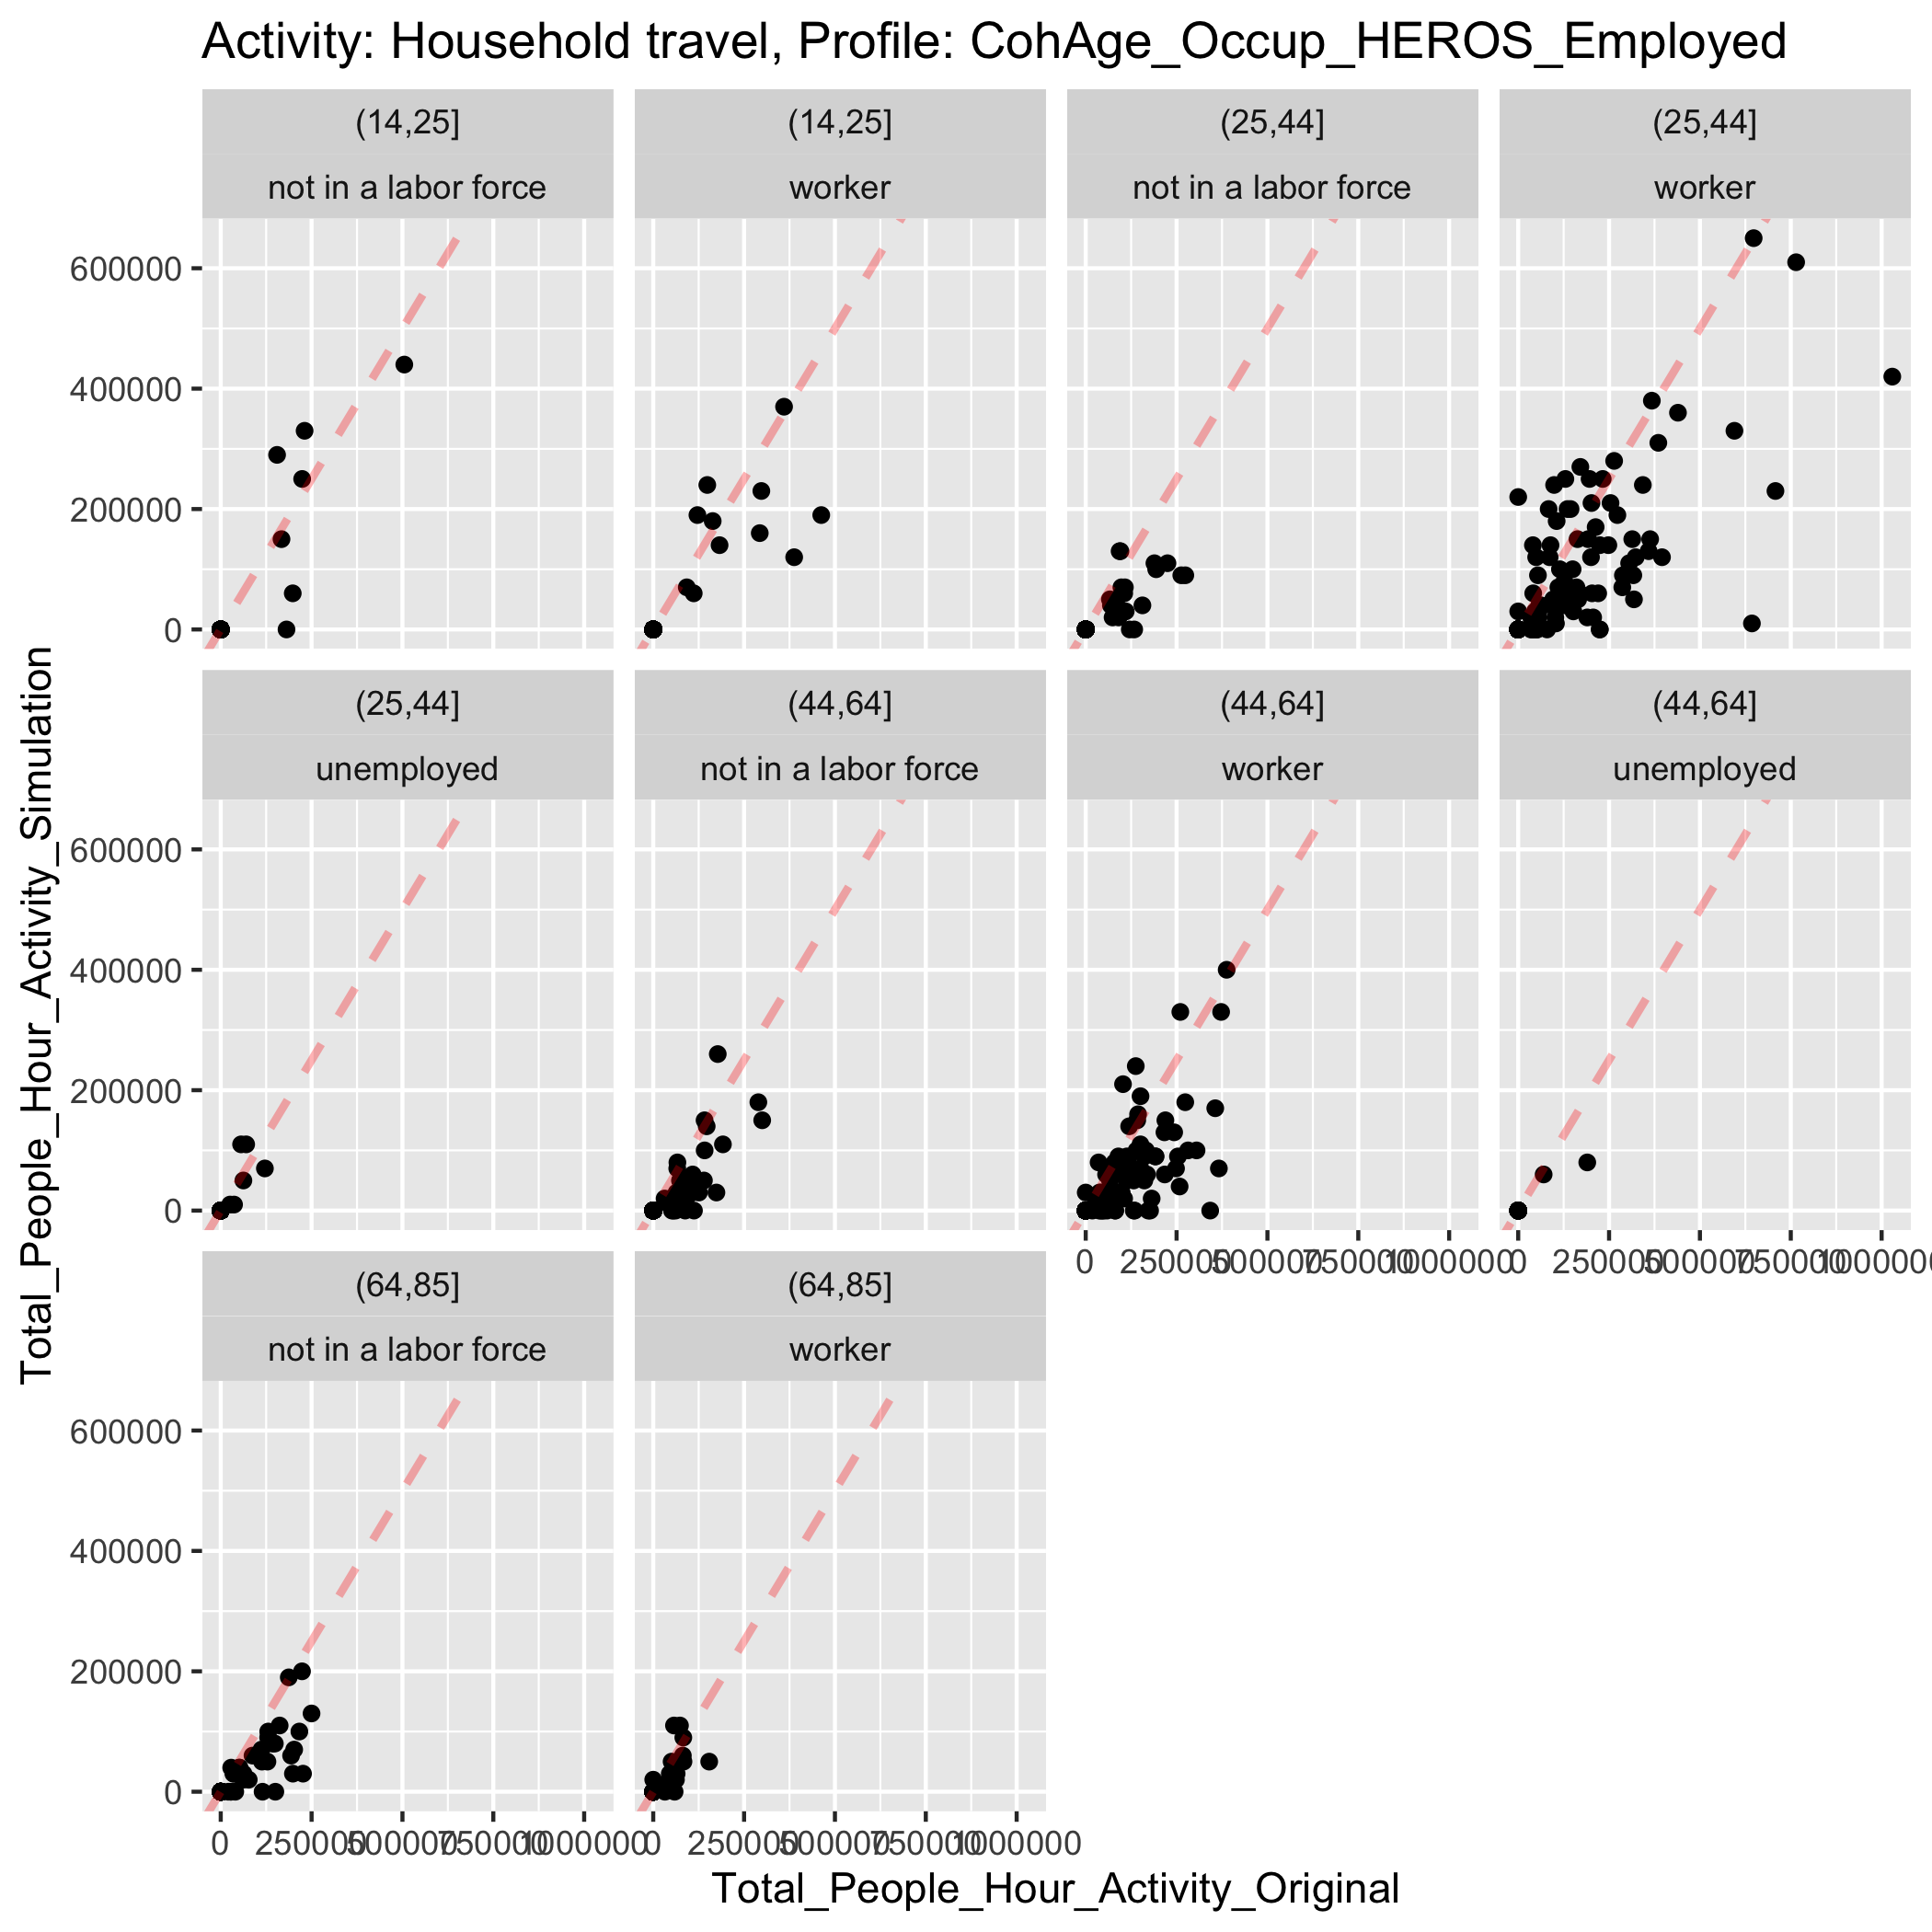 Activity: Household travel, Profile: CohAge_Occup_HEROS_Employed
(14,25] (14,25] (25,44] (25,44]
not in a labor force worker not in a labor force worker
600000
400000
200000
0
(25,44] (44,64] (44,64] (44,64]
unemployed not in a labor force worker unemployed
600000
400000
200000
0
0 250000 500000 750000 1000000 0 250000 500000 750000 1000000
(64,85] (64,85]
not in a labor force worker
600000
400000
200000
0
0 250000 500000 750000 1000000 0 250000 500000 750000 1000000
Total_People_Hour_Activity_Original
Total_People_Hour_Activity_Simulation